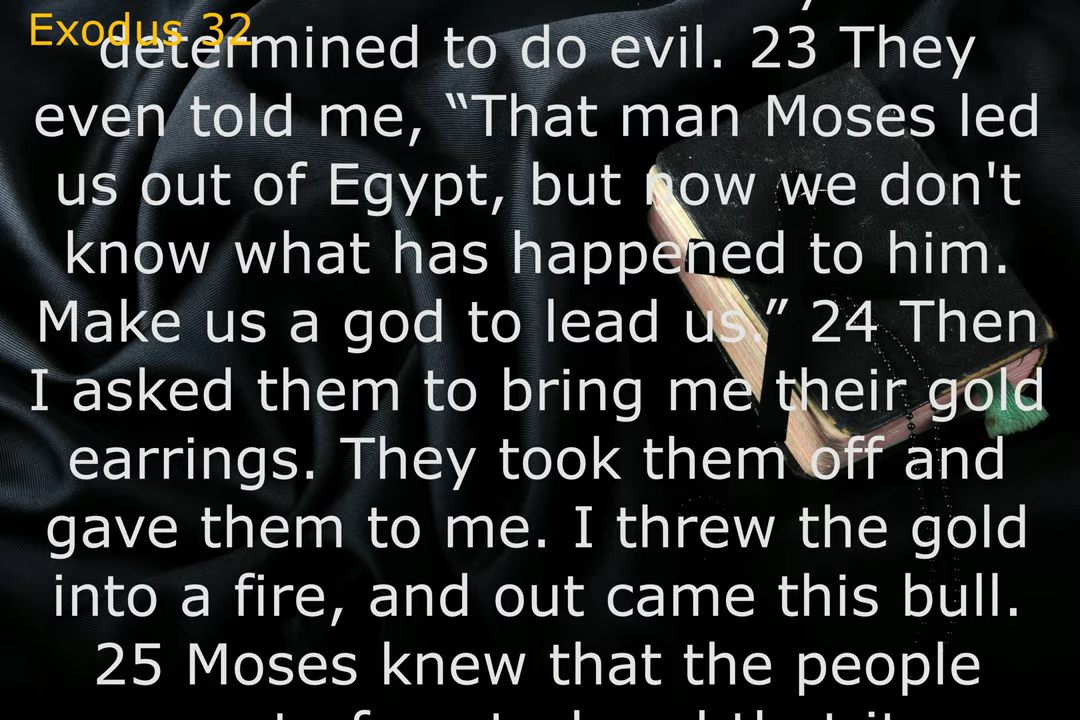 Exodus 32
determined to do evil. 23 They
even told me, “That man Moses led
us out of Egypt, but now we don't
know what has happened to him.
Make us a god to lead us.” 24 Then
I asked them to bring me their gold
earrings. They took them off and
gave them to me. I threw the gold
into a fire, and out came this bull.
25 Moses knew that the people